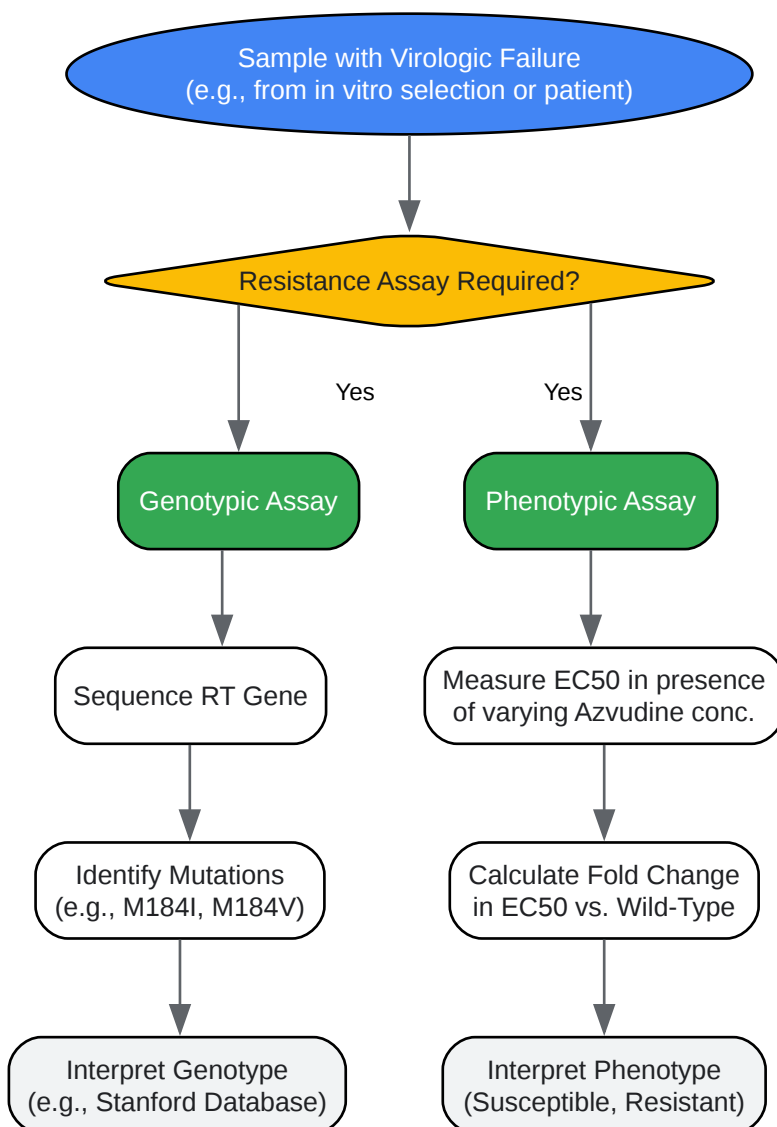 Sample with Virologic Failure
(e.g., from in vitro selection or patient)
Resistance Assay Required?
Yes
Yes
Genotypic Assay
Phenotypic Assay
Sequence RT Gene
Measure EC50 in presence
of varying Azvudine conc.
Identify Mutations
(e.g., M184I, M184V)
Calculate Fold Change
in EC50 vs. Wild-Type
Interpret Genotype
(e.g., Stanford Database)
Interpret Phenotype
(Susceptible, Resistant)